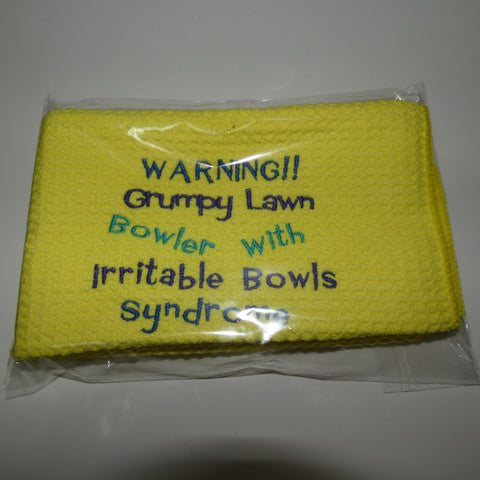 WARNING!!
Grumpy Lawn
Bowler with
Irritable Bowls
Syndrome